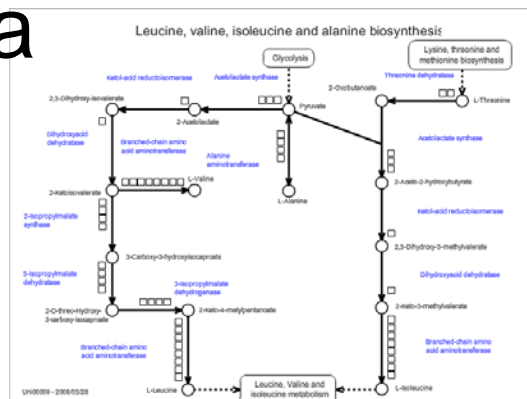 a
Leucine, valine, isoleucine and alanine biosynthesis
Glycolysis
Lysine, threonine and
methionine biosynthesis
Ketol-acid reductoisomerase
Acetolactate synthase
Threonine dehydratase
2-Oxobutanoate
2,3-Dihydroxy-isovalerate
2-Acetolactate
Pyruvate
L-Threonine
Dihydroxyacid
dehydratase
Branched-chain amino
acid aminotransferase
Alanine
aminotransferase
Acetolactate synthase
2-Ketoisovalerate
L-Valine
L-Alanine
2-Aceto-2-hydroxybutyrate
2-Isopropylmalate
synthase
Ketol-acid reductoisomerase
3-Carboxy-3-hydroxyisocaproate
2,3-Dihydroxy-3-methylvalerate
3-Isopropylmalate
dehydratase
3-Isopropylmalate
dehydrogenase
Dihydroxyacid dehydratase
2-D-threo-Hydroxy-
3-carboxy-isocaproate
2-Keto-4-metylpentanoate
2-Keto-3-methylvalerate
Branched-chain amino
acid aminotransferase
Branched-chain amino
acid aminotransferase
L-Leucine
Leucine, Valine and
isoleucine metabolism
L-Isoleucine
Uni00009 - 2008/03/28